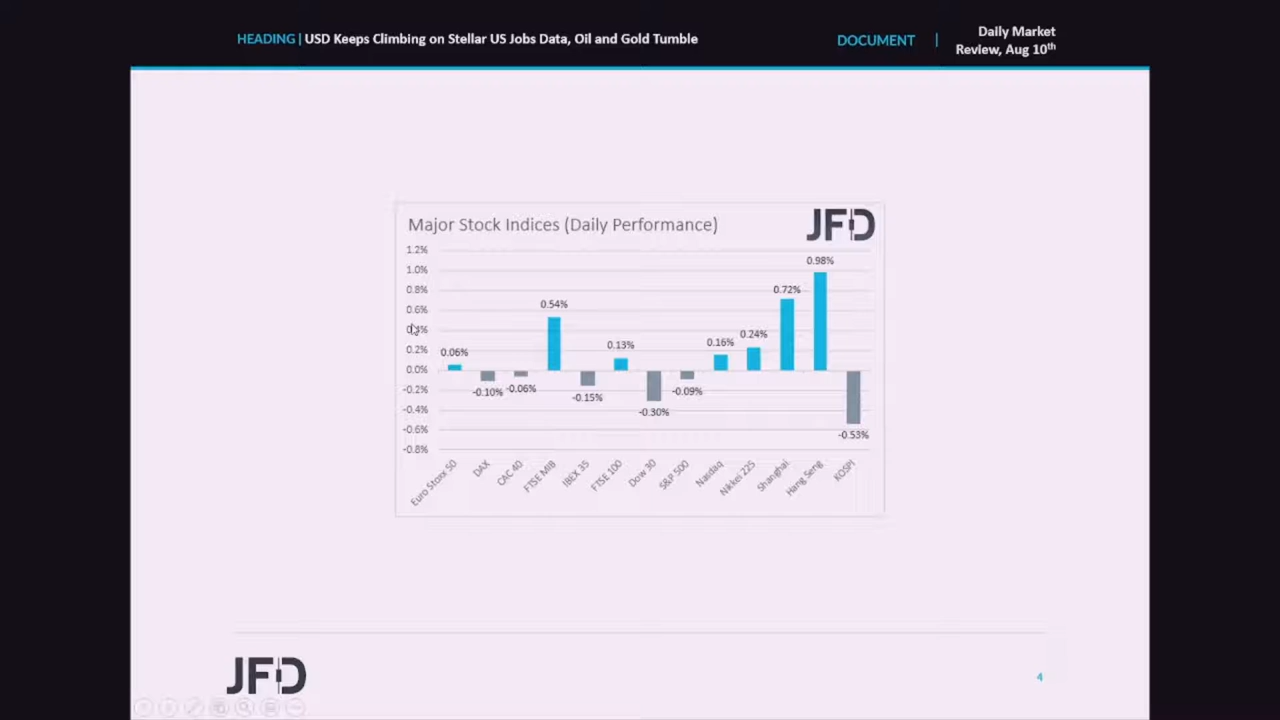 HEADING | USD Keeps Climbing on Stellar US Jobs Data, Oil and Gold Tumble
DOCUMENT |
Daily Market
Review, Aug 10th
Major Stock Indices (Daily Performance)
JFD
1.2%
1.0%
0.8%
0.6%
0.4%
0.2%
0.0%
-0.2%
-0.4%
-0.6%
-0.8%
0.06%
-0.10%
-0.06%
0.54%
-0.15%
0.13%
-0.30%
-0.09%
0.16%
0.24%
0.72%
0.98%
-0.53%
Euro Stoxx 50
DAX
CAC 40
FTSE MIB
IBEX 35
FTSE 100
Dow 30
S&P 500
Nasdaq
Nikkei 225
Shanghai
Hang Seng
KOSPI
JFD
4